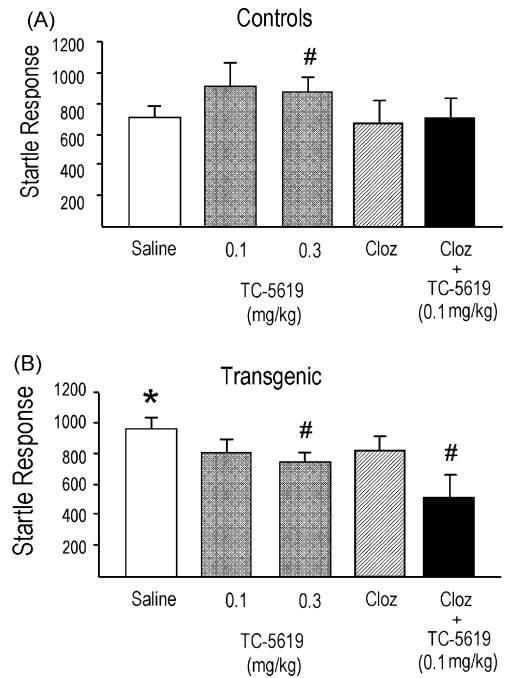 (A)
Controls
Startle Response
1200
1000
800
600
400
200
#
Saline
0.1
0.3
Cloz
Cloz
+
TC-5619
(0.1 mg/kg)
TC-5619
(mg/kg)
(B)
Transgenic
Startle Response
1200
1000
800
600
400
200
*
#
#
Saline
0.1
0.3
Cloz
Cloz
+
TC-5619
(0.1 mg/kg)
TC-5619
(mg/kg)